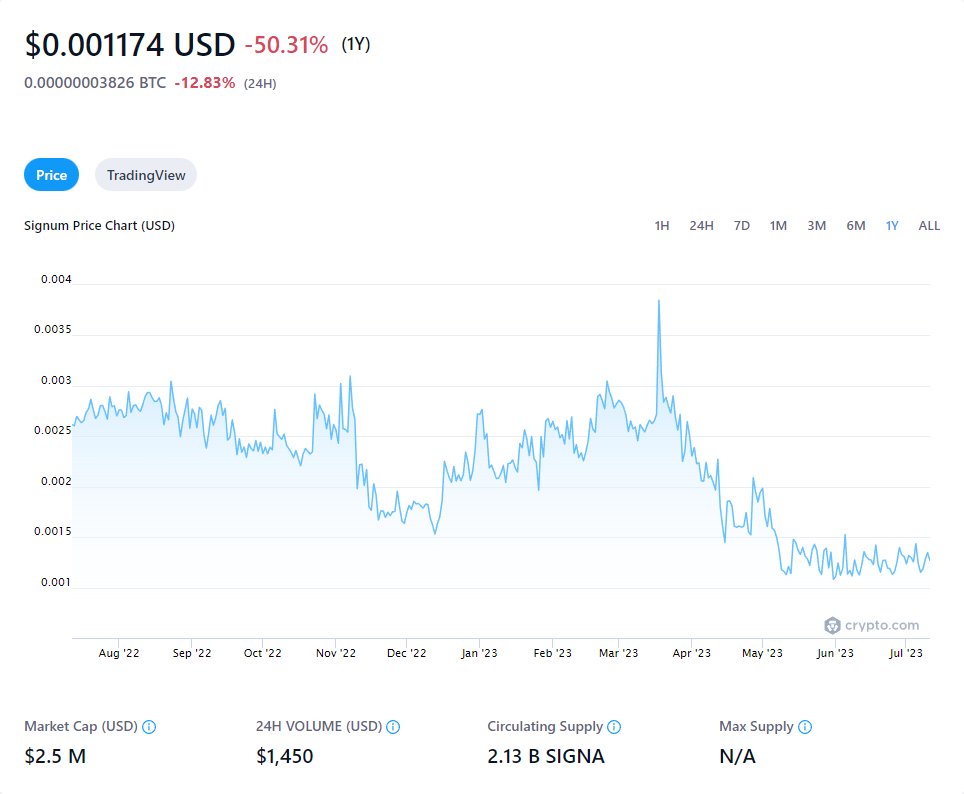 $0.001174 USD -50.31% (1Y)
0.00000003826 BTC -12.83% (24H)
Price TradingView
Signum Price Chart (USD) 1H 24H 7D 1M 3M 6M 1Y ALL
0.004
0.0035
0.003
0.0025
0.002
0.0015
0.001
crypto.com
Aug '22 Sep '22 Oct '22 Nov '22 Dec '22 Jan '23 Feb '23 Mar '23 Apr '23 May '23 Jun '23 Jul '23
Market Cap (USD) 24H VOLUME (USD) Circulating Supply Max Supply
$2.5 M $1,450 2.13 B SIGNA N/A